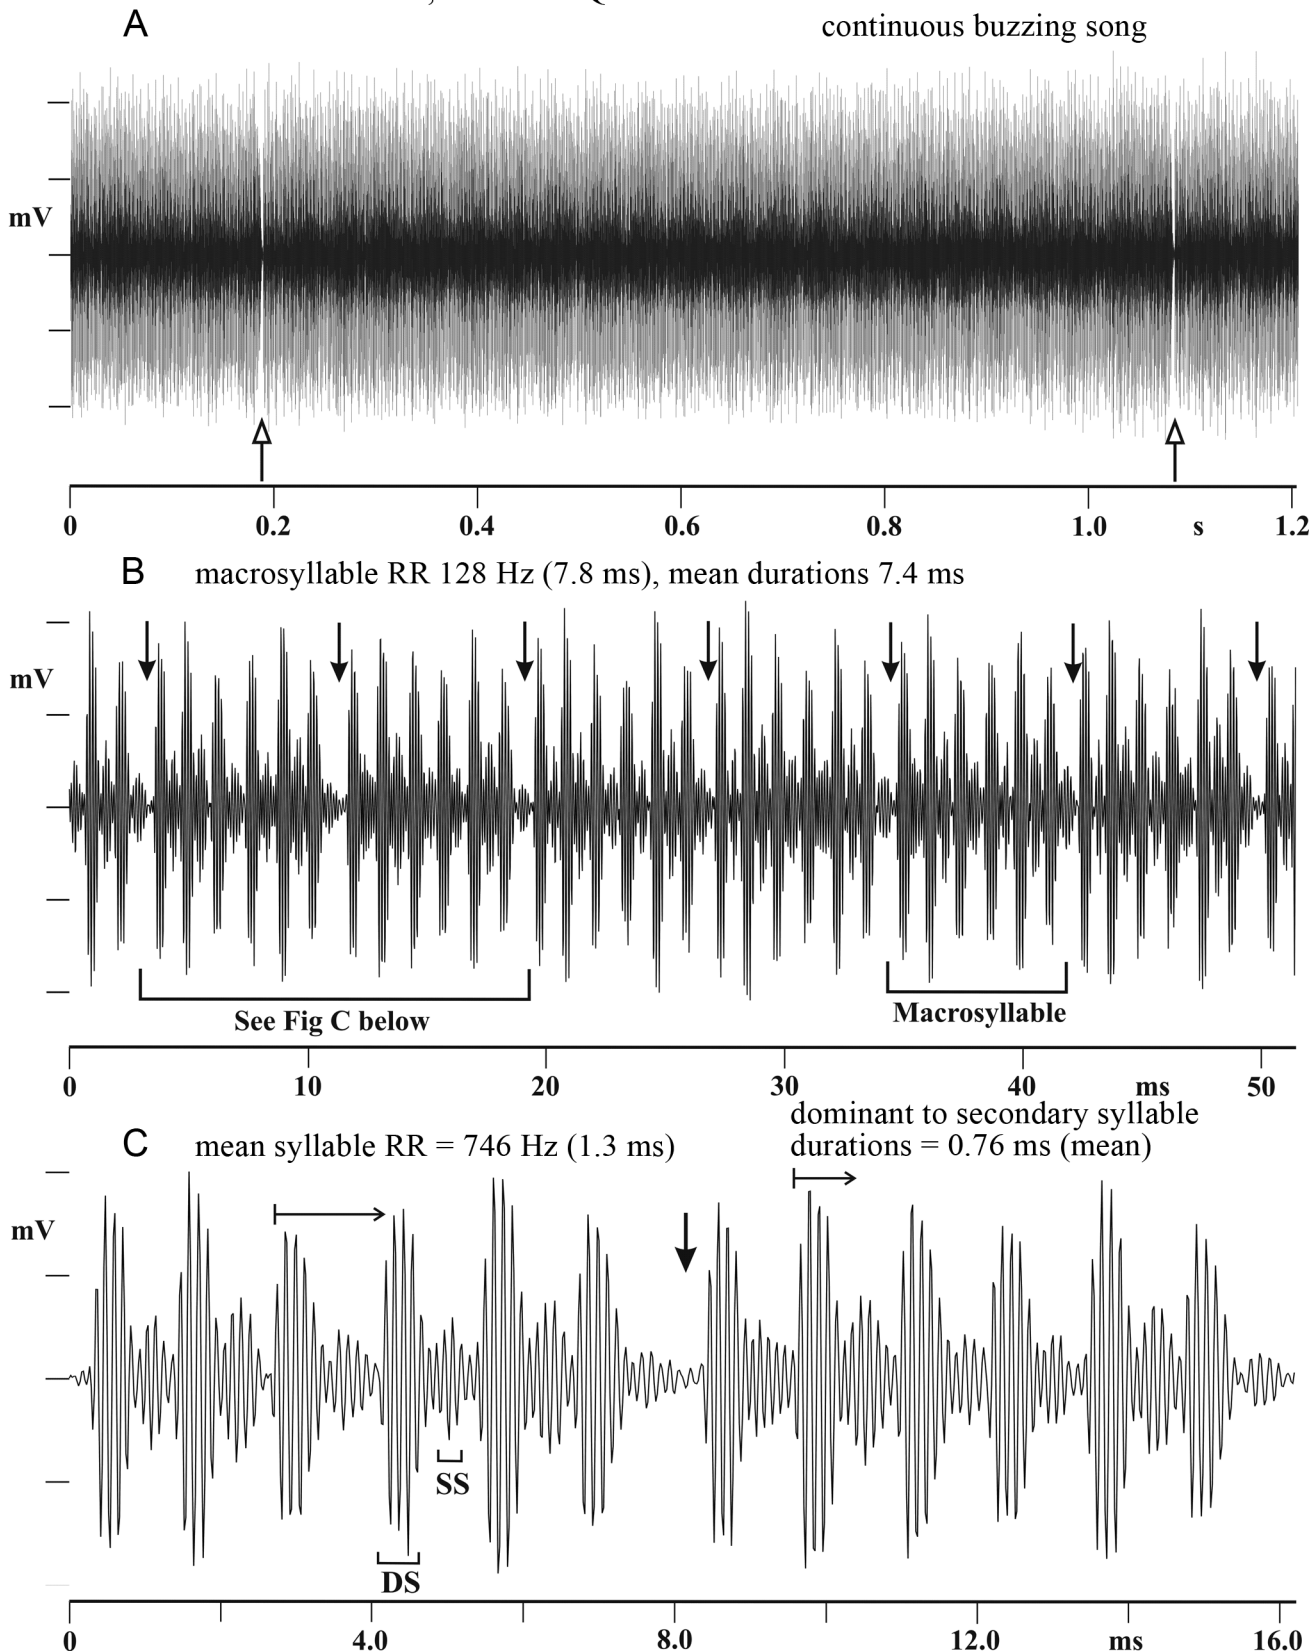 A
continuous buzzing song
mV
0 0.2 0.4 0.6 0.8 1.0 s 1.2
B macrosyllable RR 128 Hz (7.8 ms), mean durations 7.4 ms
mV
See Fig C below
Macrosyllable
0 10 20 30 40 ms 50
dominant to secondary syllable
C mean syllable RR = 746 Hz (1.3 ms) durations = 0.76 ms (mean)
mV
SS
DS
0 4.0 8.0 12.0 ms 16.0